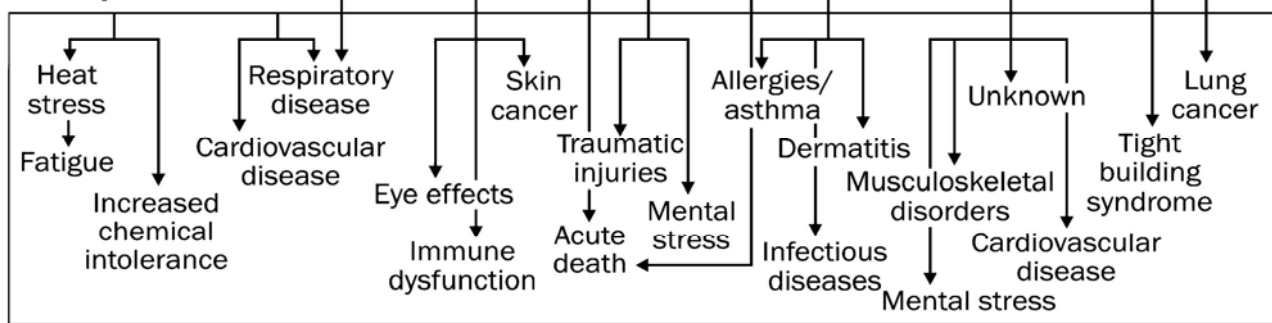 Heat
stress
Fatigue
Increased
chemical
intolerance
Respiratory
disease
Cardiovascular
disease
Skin
cancer
Eye effects
Immune
dysfunction
Traumatic
injuries
Mental
stress
Acute
death
Allergies/
asthma
Dermatitis
Infectious
diseases
Unknown
Musculoskeletal
disorders
Cardiovascular
disease
Mental stress
Tight
building
syndrome
Lung
cancer